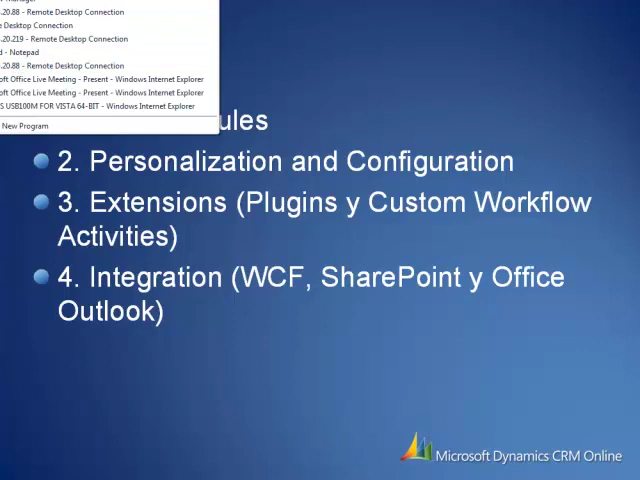 .20.88 - Remote Desktop Connection
e Desktop Connection
.20.219 - Remote Desktop Connection
d - Notepad
.20.88 - Remote Desktop Connection
oft Office Live Meeting - Present - Windows Internet Explorer
oft Office Live Meeting - Present - Windows Internet Explorer
S USB100M FOR VISTA 64-BIT - Windows Internet Explorer
New Program
ules
2. Personalization and Configuration
3. Extensions (Plugins y Custom Workflow
Activities)
4. Integration (WCF, SharePoint y Office
Outlook)
Microsoft Dynamics CRM Online